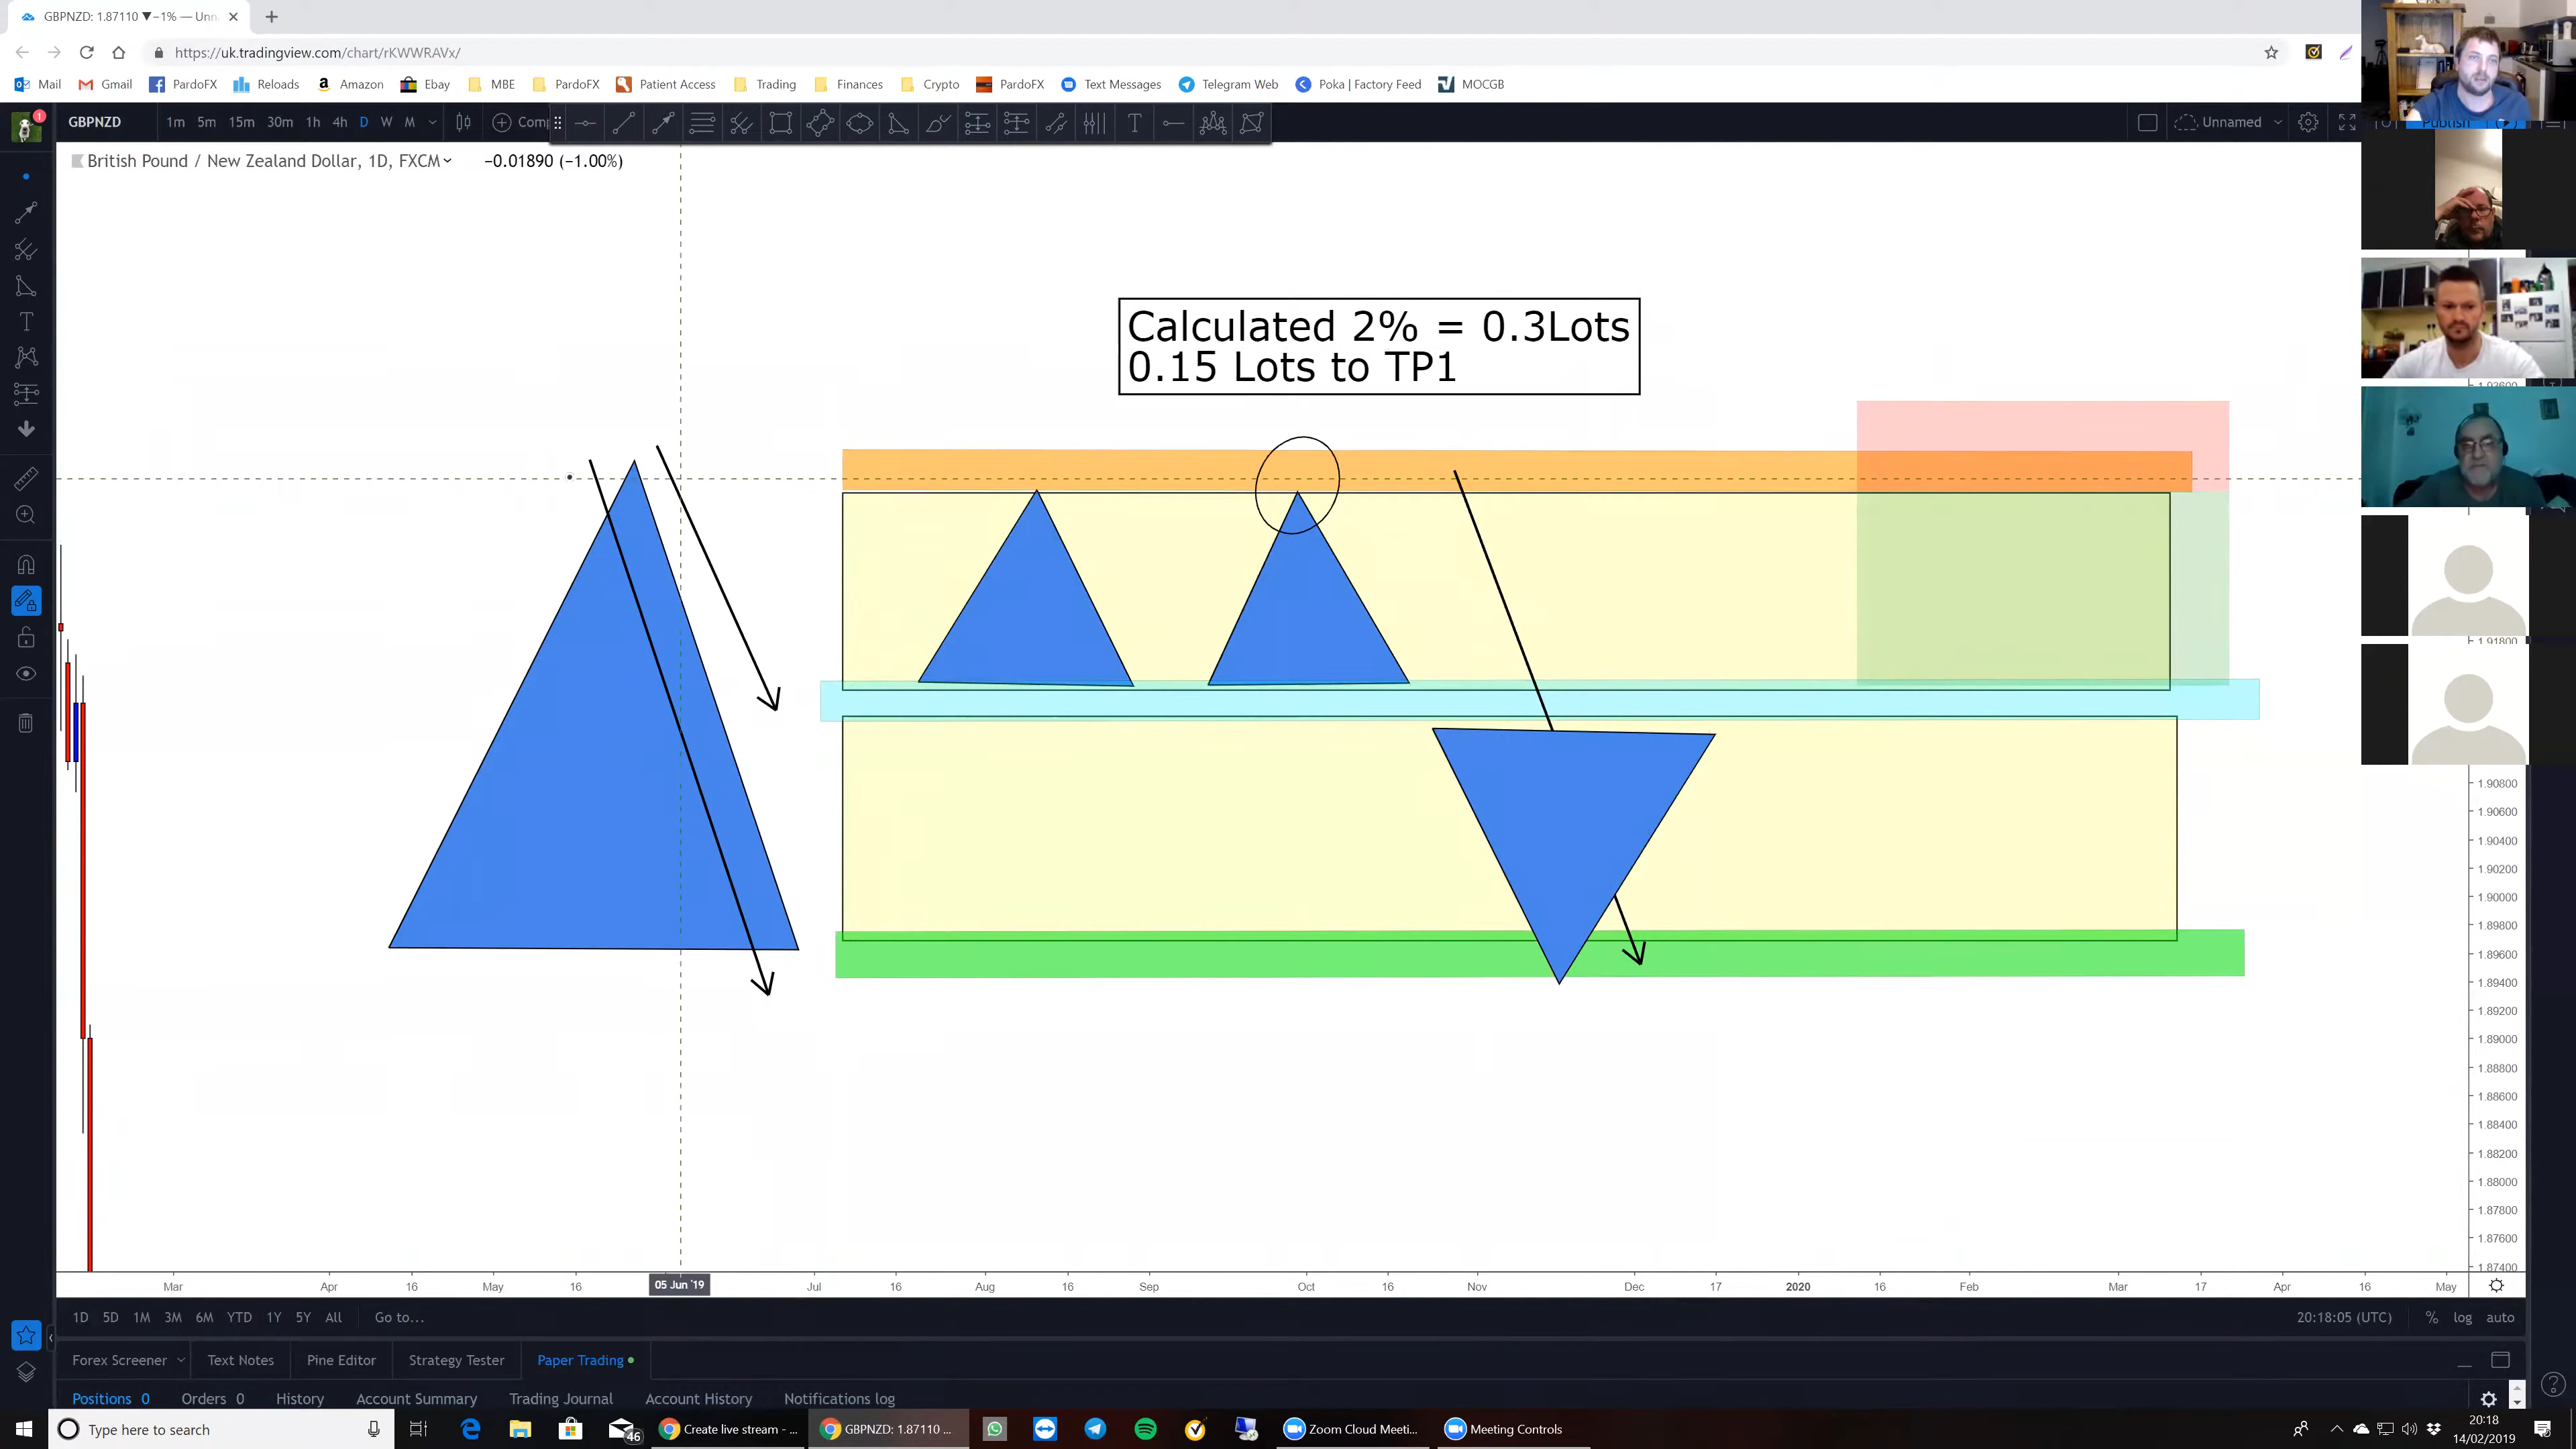 GBPNZD: 1.87110 ▼−1% — Unn
https://uk.tradingview.com/chart/rKWWRAVx/
Mail Gmail PardoFX Reloads Amazon Ebay MBE PardoFX Patient Access Trading Finances Crypto PardoFX Text Messages Telegram Web Poka | Factory Feed MOCGB
1 GBPNZD 1m 5m 15m 30m 1h 4h D W M Unnamed Publish
British Pound / New Zealand Dollar, 1D, FXCM −0.01890 (−1.00%)
Calculated 2% = 0.3Lots
0.15 Lots to TP1
1.91800
1.90800
1.90600
1.90400
1.90200
1.90000
1.89800
1.89600
1.89400
1.89200
1.89000
1.88800
1.88600
1.88400
1.88200
1.88000
1.87800
1.87600
1.87400
Mar Apr 16 May 16 05 Jun '19 Jul 16 Aug 16 Sep Oct 16 Nov Dec 17 2020 16 Feb Mar 17 Apr 16 May
1D 5D 1M 3M 6M YTD 1Y 5Y All Go to... 20:18:05 (UTC) % log auto
Forex Screener Text Notes Pine Editor Strategy Tester Paper Trading
Positions 0 Orders 0 History Account Summary Trading Journal Account History Notifications log
Type here to search 46 Create live stream - ... GBPNZD: 1.87110 ... Zoom Cloud Meeti... Meeting Controls 20:18
14/02/2019